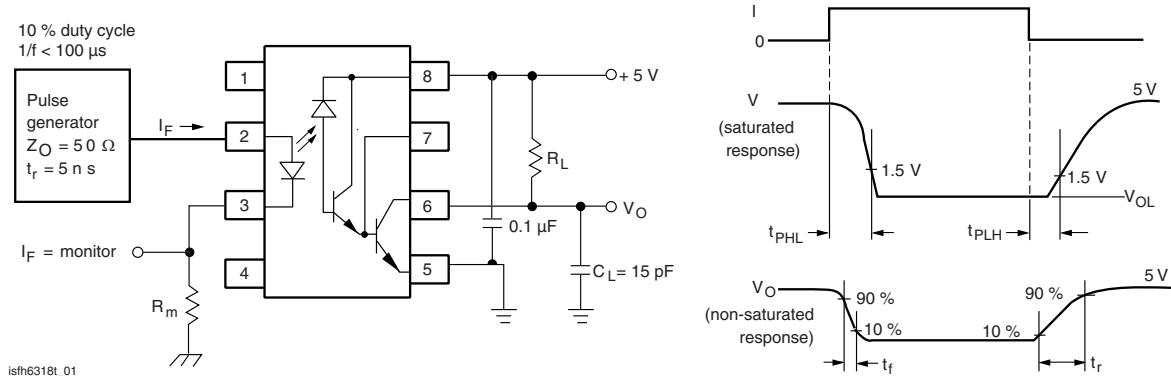 10 % duty cycle
1/f < 100 µs
Pulse
generator
Z_O = 5 0 Ω
t_r = 5 n s
I_F
1
2
3
4
8
7
6
5
+ 5 V
R_L
V_O
0.1 µF
C_L = 15 pF
I_F = monitor
R_m
isfh6318t_01
I
0
V
(saturated
response)
5 V
1.5 V
1.5 V
V_OL
t_PHL
t_PLH
V_O
(non-saturated
response)
5 V
90 %
10 %
10 %
90 %
t_f
t_r